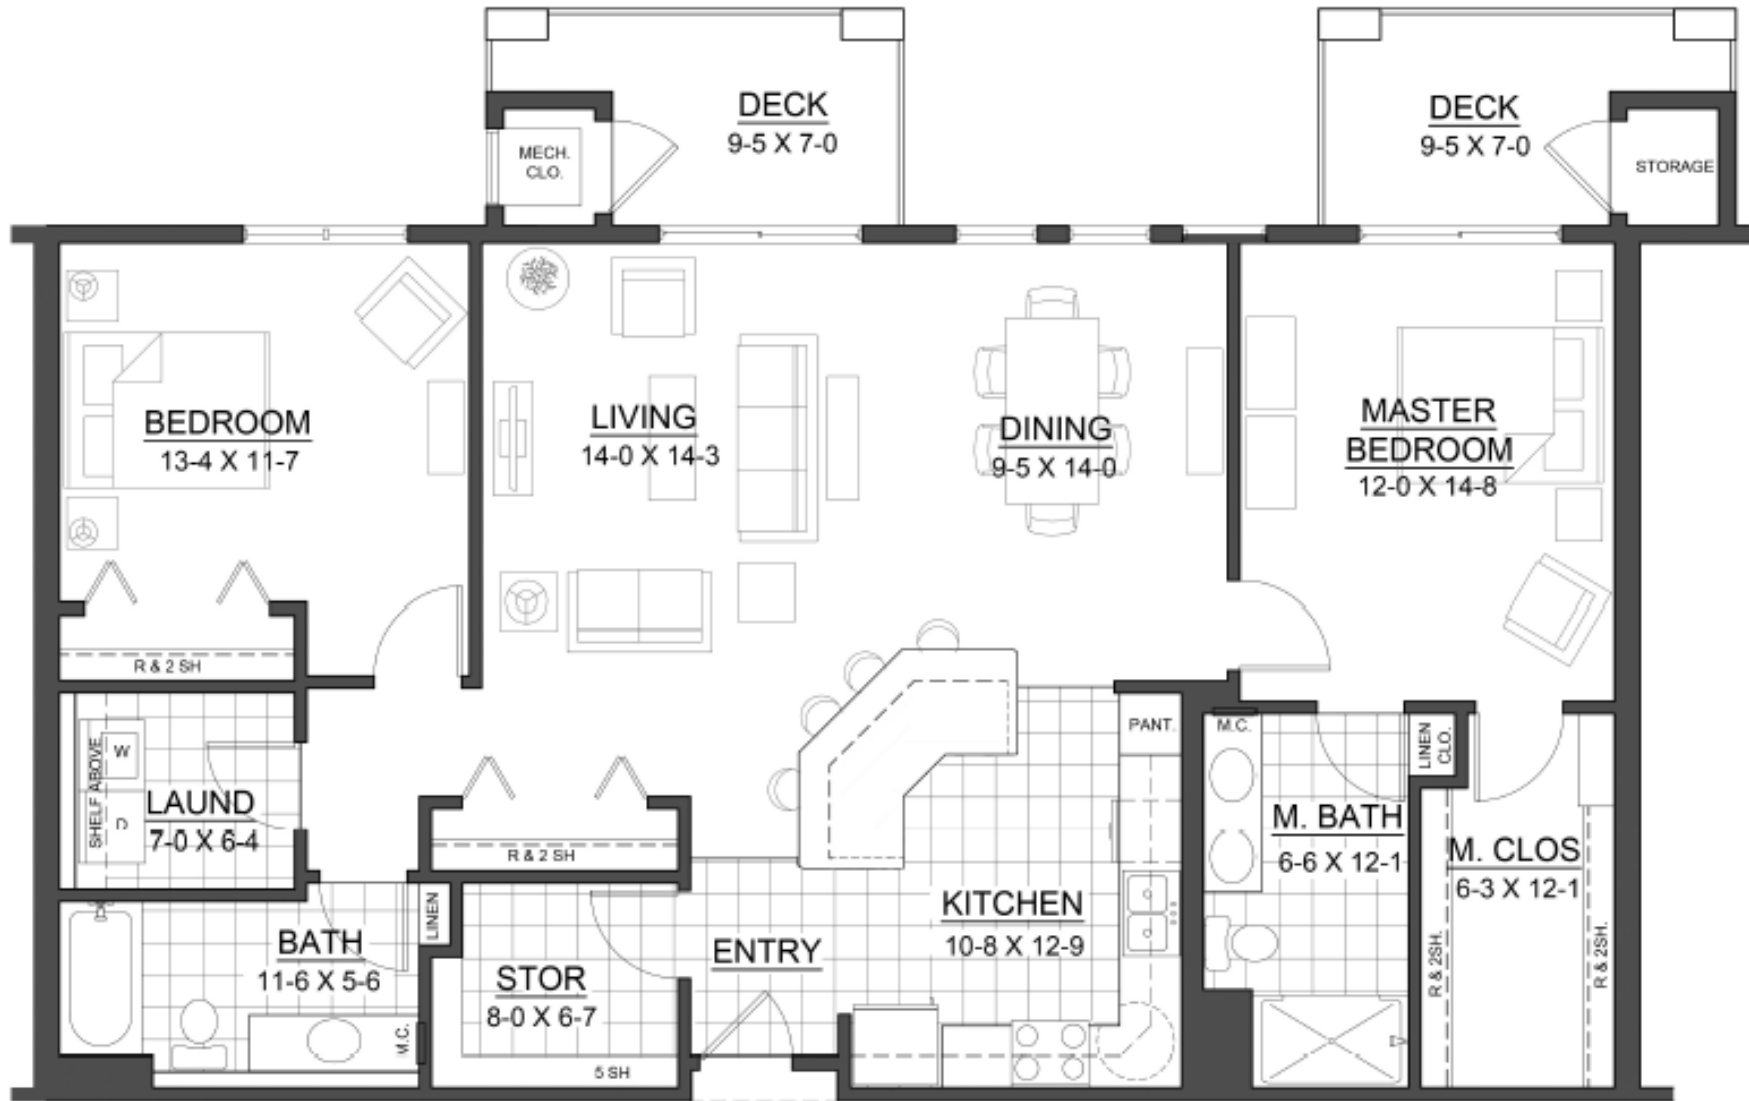 DECK
9-5 X 7-0
MECH.
CLO.
DECK
9-5 X 7-0
STORAGE
BEDROOM
13-4 X 11-7
LIVING
14-0 X 14-3
DINING
9-5 X 14-0
MASTER
BEDROOM
12-0 X 14-8
R & 2 SH
PANT.
M.C.
LINEN
CLO.
SHELF ABOVE
W
D
LAUND
7-0 X 6-4
R & 2 SH
M. BATH
6-6 X 12-1
M. CLOS
6-3 X 12-1
R & 2SH.
R & 2SH.
KITCHEN
10-8 X 12-9
ENTRY
LINEN
BATH
11-6 X 5-6
M.C.
STOR
8-0 X 6-7
5 SH